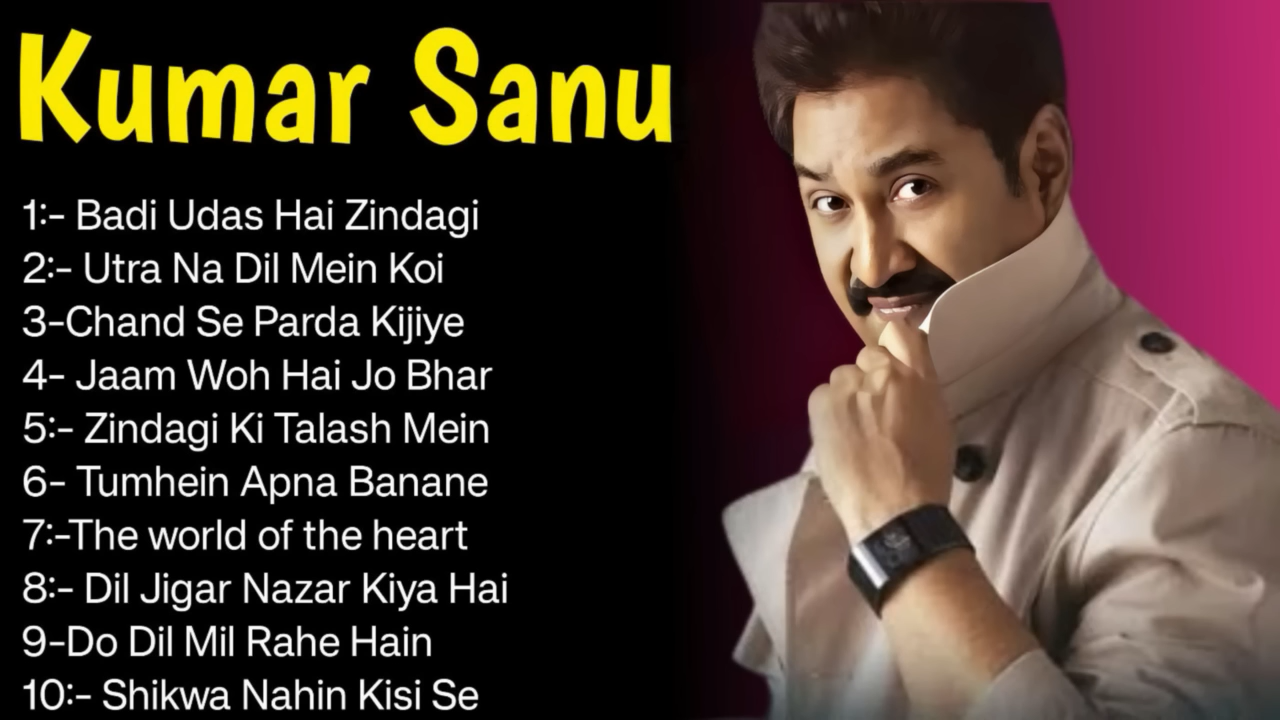 Kumar Sanu
1:- Badi Udas Hai Zindagi
2:- Utra Na Dil Mein Koi
3-Chand Se Parda Kijiye
4- Jaam Woh Hai Jo Bhar
5:- Zindagi Ki Talash Mein
6- Tumhein Apna Banane
7:-The world of the heart
8:- Dil Jigar Nazar Kiya Hai
9-Do Dil Mil Rahe Hain
10:- Shikwa Nahin Kisi Se